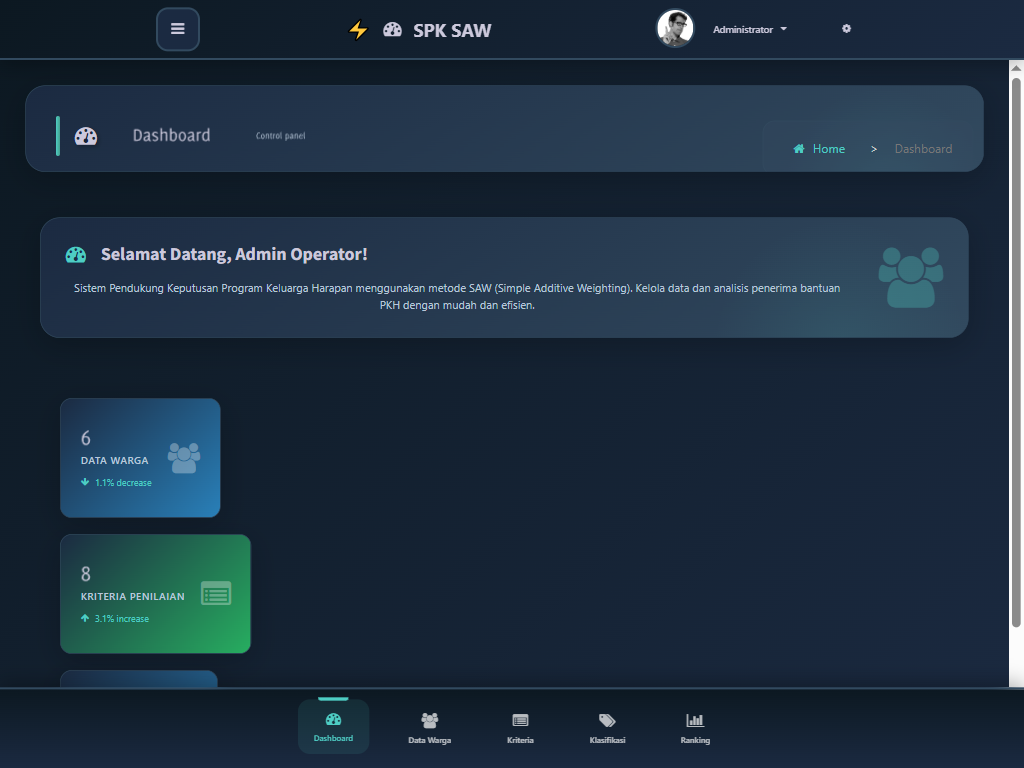 SPK SAW
Administrator
Dashboard
Control panel
Home > Dashboard
Selamat Datang, Admin Operator!
Sistem Pendukung Keputusan Program Keluarga Harapan menggunakan metode SAW (Simple Additive Weighting). Kelola data dan analisis penerima bantuan
PKH dengan mudah dan efisien.
6
DATA WARGA
1.1% decrease
8
KRITERIA PENILAIAN
3.1% increase
Dashboard
Data Warga
Kriteria
Klasifikasi
Ranking